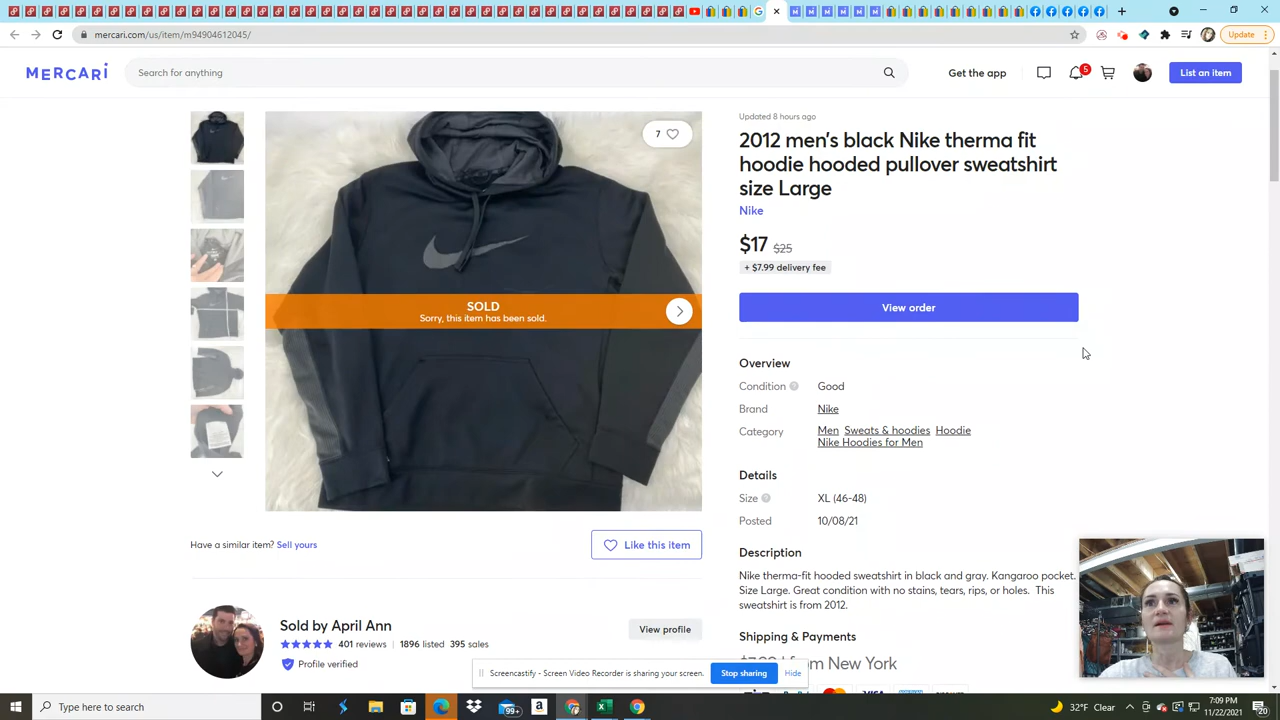 mercari.com/us/item/m94904612045/
Update
MERCARI
Search for anything
Get the app
5
List an item
Updated 8 hours ago
7
2012 men's black Nike therma fit
hoodie hooded pullover sweatshirt
size Large
Nike
$17 $25
+ $7.99 delivery fee
SOLD
Sorry, this item has been sold.
View order
Overview
Condition Good
Brand Nike
Category Men Sweats & hoodies Hoodie
Nike Hoodies for Men
Details
Size XL (46-48)
Posted 10/08/21
Have a similar item? Sell yours
Like this item
Description
Nike therma-fit hooded sweatshirt in black and gray. Kangaroo pocket.
Size Large. Great condition with no stains, tears, rips, or holes. This
sweatshirt is from 2012.
Sold by April Ann
401 reviews 1896 listed 395 sales
Profile verified
View profile
Shipping & Payments
from New York
Screencastify - Screen Video Recorder is sharing your screen.
Stop sharing
Hide
Type here to search
99+
32°F Clear
7:09 PM
11/22/2021